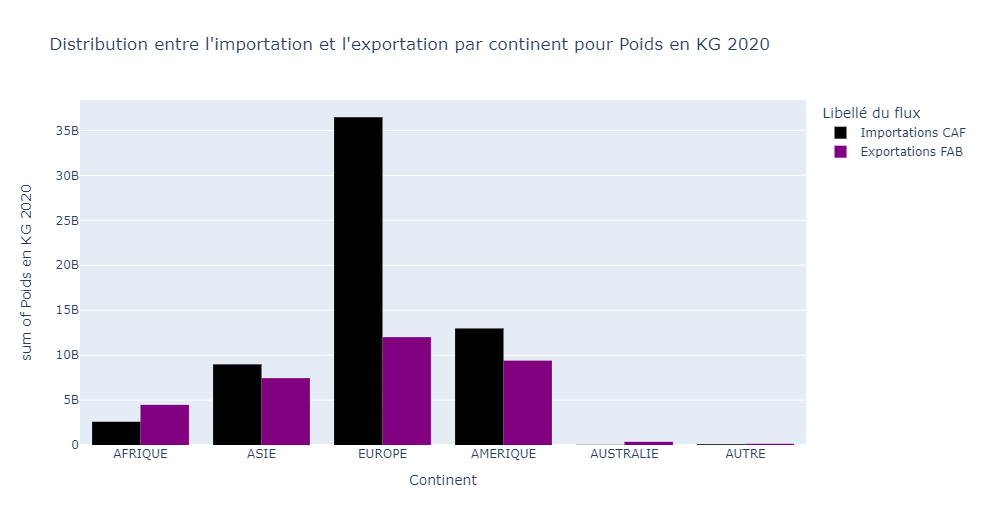 Distribution entre l'importation et l'exportation par continent pour Poids en KG 2020
Libellé du flux
Importations CAF
Exportations FAB
sum of Poids en KG 2020
35B
30B
25B
20B
15B
10B
5B
0
AFRIQUE
ASIE
EUROPE
AMERIQUE
AUSTRALIE
AUTRE
Continent